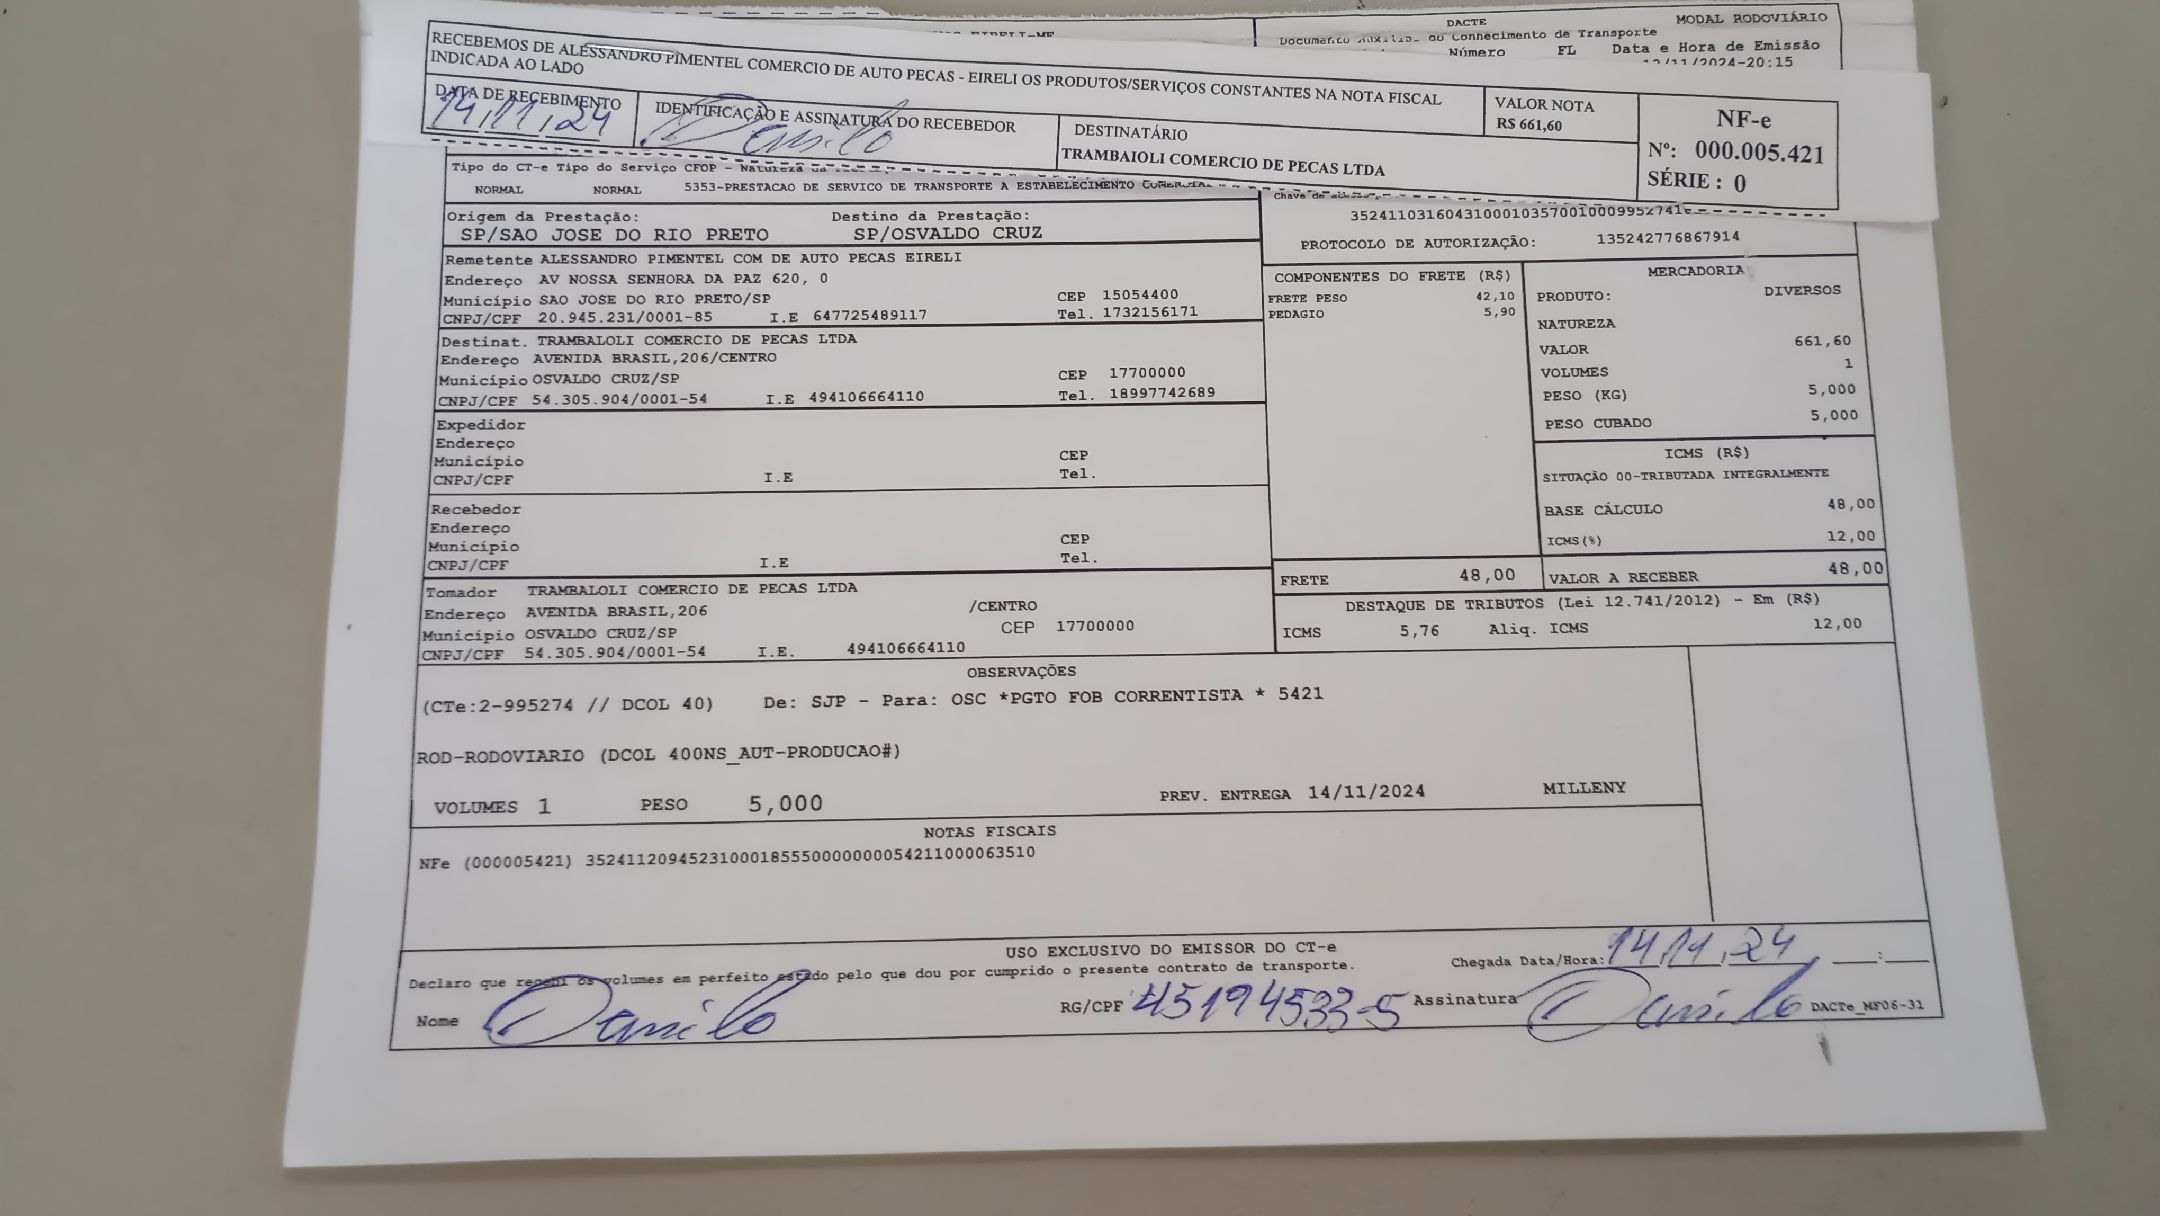 DACTE
MODAL RODOVIÁRIO
Conhecimento de Transporte
Número FL Data e Hora de Emissão
/11/2024-20:15
RECEBEMOS DE ALESSANDRO PIMENTEL COMERCIO DE AUTO PECAS - EIRELI OS PRODUTOS/SERVIÇOS CONSTANTES NA NOTA FISCAL
INDICADA AO LADO
DATA DE RECEBIMENTO
14,11,24
IDENTIFICAÇÃO E ASSINATURA DO RECEBEDOR
Danilo
DESTINATÁRIO
TRAMBAIOLI COMERCIO DE PECAS LTDA
VALOR NOTA
R$ 661,60
NF-e
Nº: 000.005.421
SÉRIE : 0
Tipo do CT-e Tipo do Serviço CFOP - Natureza
NORMAL NORMAL 5353-PRESTACAO DE SERVICO DE TRANSPORTE A ESTABELECIMENTO
Origem da Prestação: Destino da Prestação:
SP/SAO JOSE DO RIO PRETO SP/OSVALDO CRUZ
Chave de
PROTOCOLO DE AUTORIZAÇÃO: 135242776867914
Remetente ALESSANDRO PIMENTEL COM DE AUTO PECAS EIRELI
Endereço AV NOSSA SENHORA DA PAZ 620, 0
Município SAO JOSE DO RIO PRETO/SP CEP 15054400
CNPJ/CPF 20.945.231/0001-85 I.E 647725489117 Tel. 1732156171
Destinat. TRAMBALOLI COMERCIO DE PECAS LTDA
Endereço AVENIDA BRASIL,206/CENTRO
Município OSVALDO CRUZ/SP CEP 17700000
CNPJ/CPF 54.305.904/0001-54 I.E 494106664110 Tel. 18997742689
Expedidor
Endereço
Município CEP
CNPJ/CPF I.E Tel.
Recebedor
Endereço
Município CEP
CNPJ/CPF I.E Tel.
Tomador TRAMBALOLI COMERCIO DE PECAS LTDA
Endereço AVENIDA BRASIL,206 /CENTRO
Município OSVALDO CRUZ/SP CEP 17700000
CNPJ/CPF 54.305.904/0001-54 I.E. 494106664110
COMPONENTES DO FRETE (R$)
FRETE PESO 42,10
PEDAGIO 5,90
FRETE 48,00
MERCADORIA
PRODUTO: DIVERSOS
NATUREZA
VALOR 661,60
VOLUMES 1
PESO (KG) 5,000
PESO CUBADO 5,000
ICMS (R$)
SITUAÇÃO 00-TRIBUTADA INTEGRALMENTE
BASE CÁLCULO 48,00
ICMS(%) 12,00
VALOR A RECEBER 48,00
DESTAQUE DE TRIBUTOS (Lei 12.741/2012) - Em (R$)
ICMS 5,76 Aliq. ICMS 12,00
OBSERVAÇÕES
(CTe:2-995274 // DCOL 40) De: SJP - Para: OSC *PGTO FOB CORRENTISTA * 5421
ROD-RODOVIARIO (DCOL 400NS_AUT-PRODUCAO#)
VOLUMES 1 PESO 5,000 PREV. ENTREGA 14/11/2024 MILLENY
NOTAS FISCAIS
NFe (000005421) 35241120945231000185550000000054211000063510
USO EXCLUSIVO DO EMISSOR DO CT-e
Declaro que recebi os volumes em perfeito estado pelo que dou por cumprido o presente contrato de transporte.
Chegada Data/Hora: 14,11,24 :
Nome Danilo RG/CPF 45194533-5 Assinatura Danilo DACTe_MF06-31